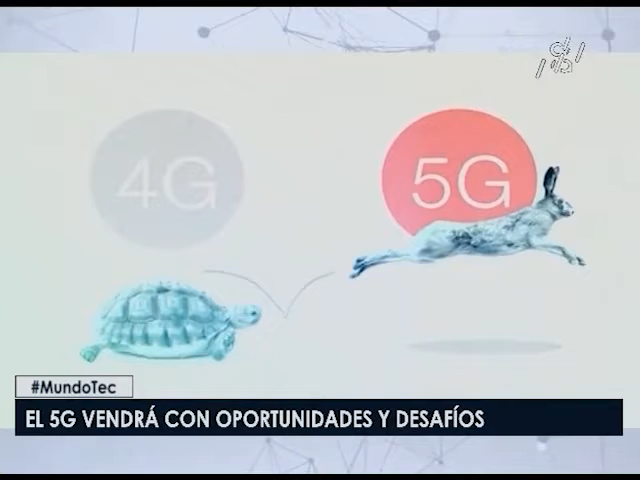 4G
5G
#MundoTec
EL 5G VENDRÁ CON OPORTUNIDADES Y DESAFÍOS